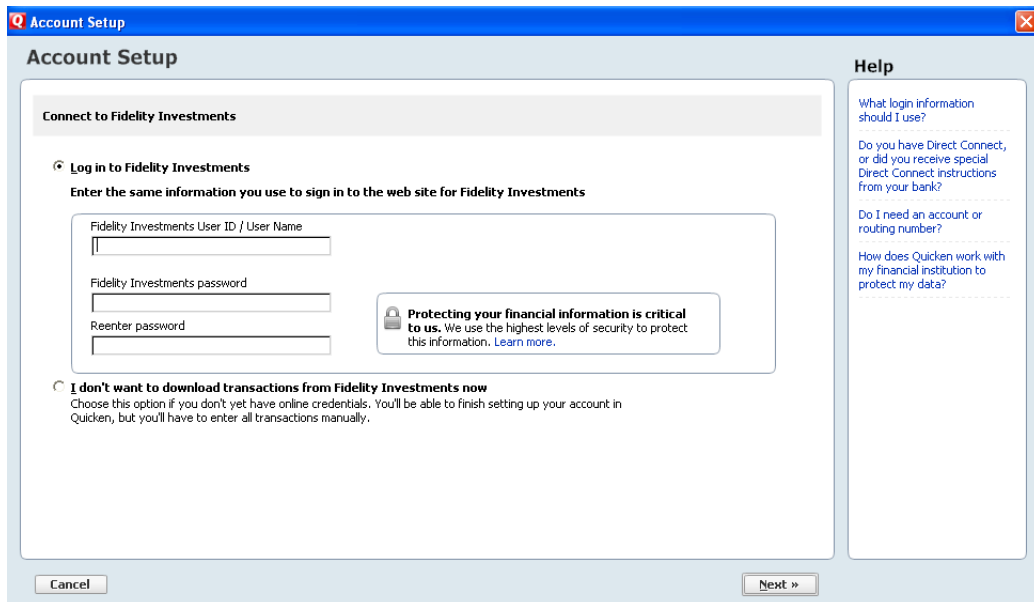 Q Account Setup
Account Setup
Connect to Fidelity Investments
Log in to Fidelity Investments
Enter the same information you use to sign in to the web site for Fidelity Investments
Fidelity Investments User ID / User Name
Fidelity Investments password
Reenter password
Protecting your financial information is critical
to us. We use the highest levels of security to protect
this information. Learn more.
I don't want to download transactions from Fidelity Investments now
Choose this option if you don't yet have online credentials. You'll be able to finish setting up your account in
Quicken, but you'll have to enter all transactions manually.
Cancel
Next »
Help
What login information
should I use?
Do you have Direct Connect,
or did you receive special
Direct Connect instructions
from your bank?
Do I need an account or
routing number?
How does Quicken work with
my financial institution to
protect my data?